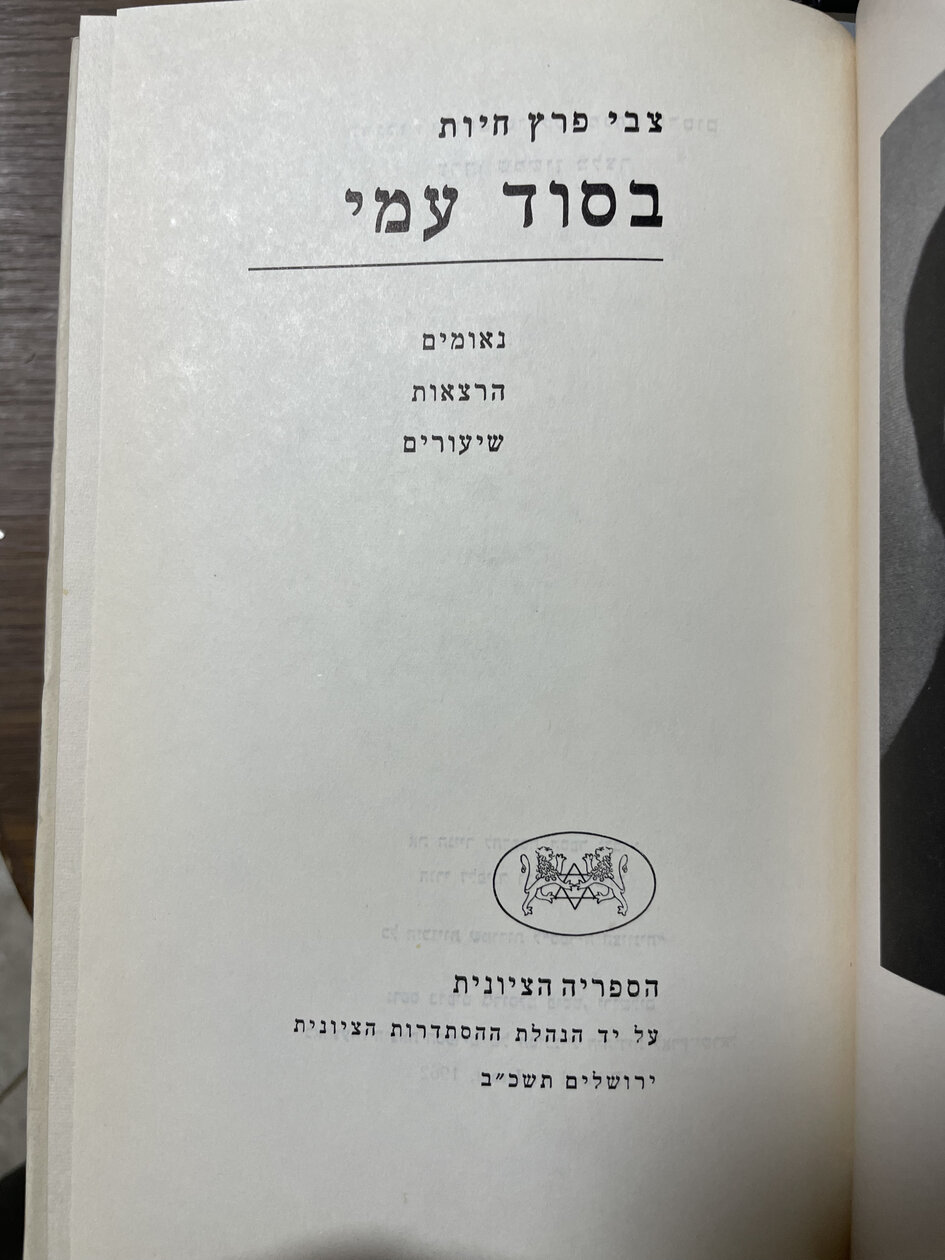 צבי פרץ חיות
בסוד עמי
נאומים
הרצאות
שיעורים
הספריה הציונית
על יד הנהלת ההסתדרות הציונית
ירושלים תשכ״ב